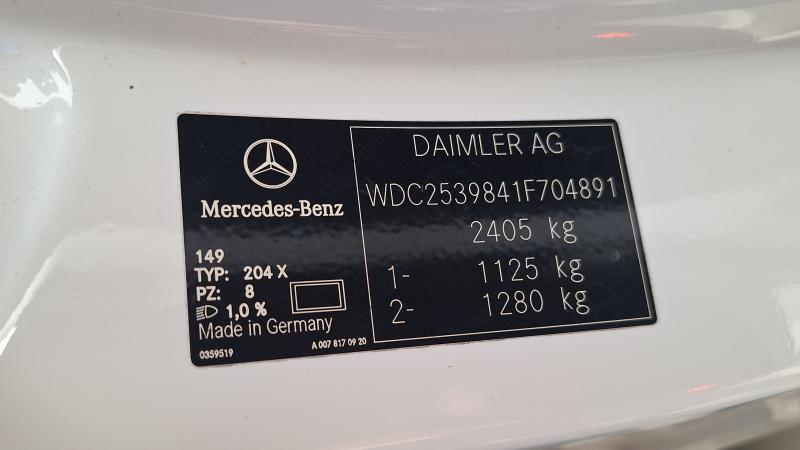 Mercedes-Benz
149
TYP: 204 X
PZ: 8
1,0 %
Made in Germany
0359519
A 007 817 09 20
DAIMLER AG
WDC2539841F704891
2405 kg
1- 1125 kg
2- 1280 kg